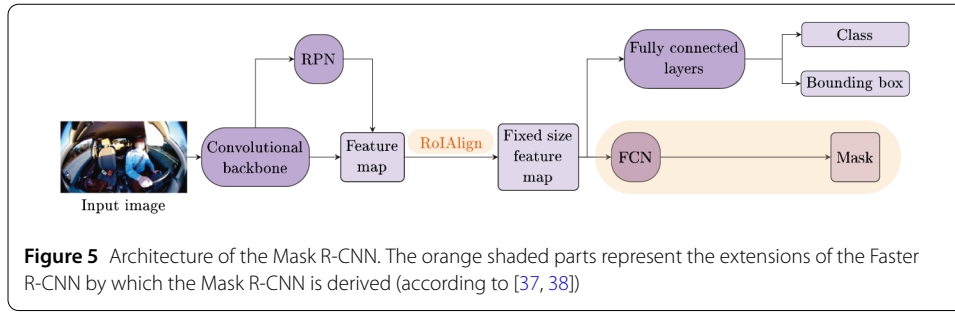 RPN
Fully connected
layers
Class
Bounding box
Convolutional
backbone
Feature
map
RoIAlign
Fixed size
feature
map
FCN
Mask
Input image
Figure 5 Architecture of the Mask R-CNN. The orange shaded parts represent the extensions of the Faster
R-CNN by which the Mask R-CNN is derived (according to [37, 38])